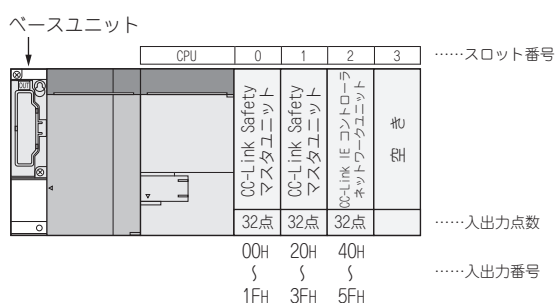 ベースユニット
CPU 0 1 2 3 ……スロット番号
OUT
CC-Link Safety
マスタユニット
CC-Link Safety
マスタユニット
CC-Link IE コントローラ
ネットワークユニット
空き
32点 32点 32点 ……入出力点数
00H 20H 40H
〜 〜 〜 ……入出力番号
1FH 3FH 5FH